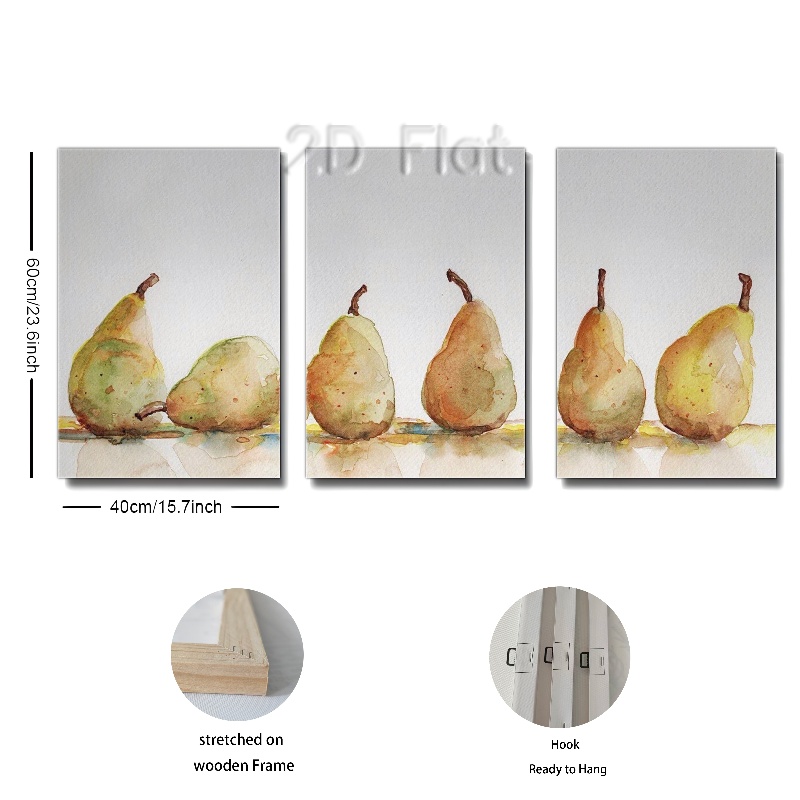 2D Flat
60cm/23.6inch
40cm/15.7inch
stretched on
wooden Frame
Hook
Ready to Hang